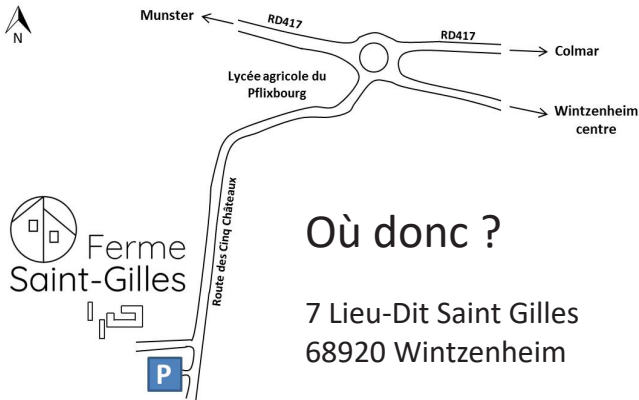 N
Munster
RD417
RD417
Colmar
Lycée agricole du
Pflixbourg
Wintzenheim
centre
Route des Cinq Châteaux
Ferme
Saint-Gilles
Où donc ?
7 Lieu-Dit Saint Gilles
68920 Wintzenheim
P